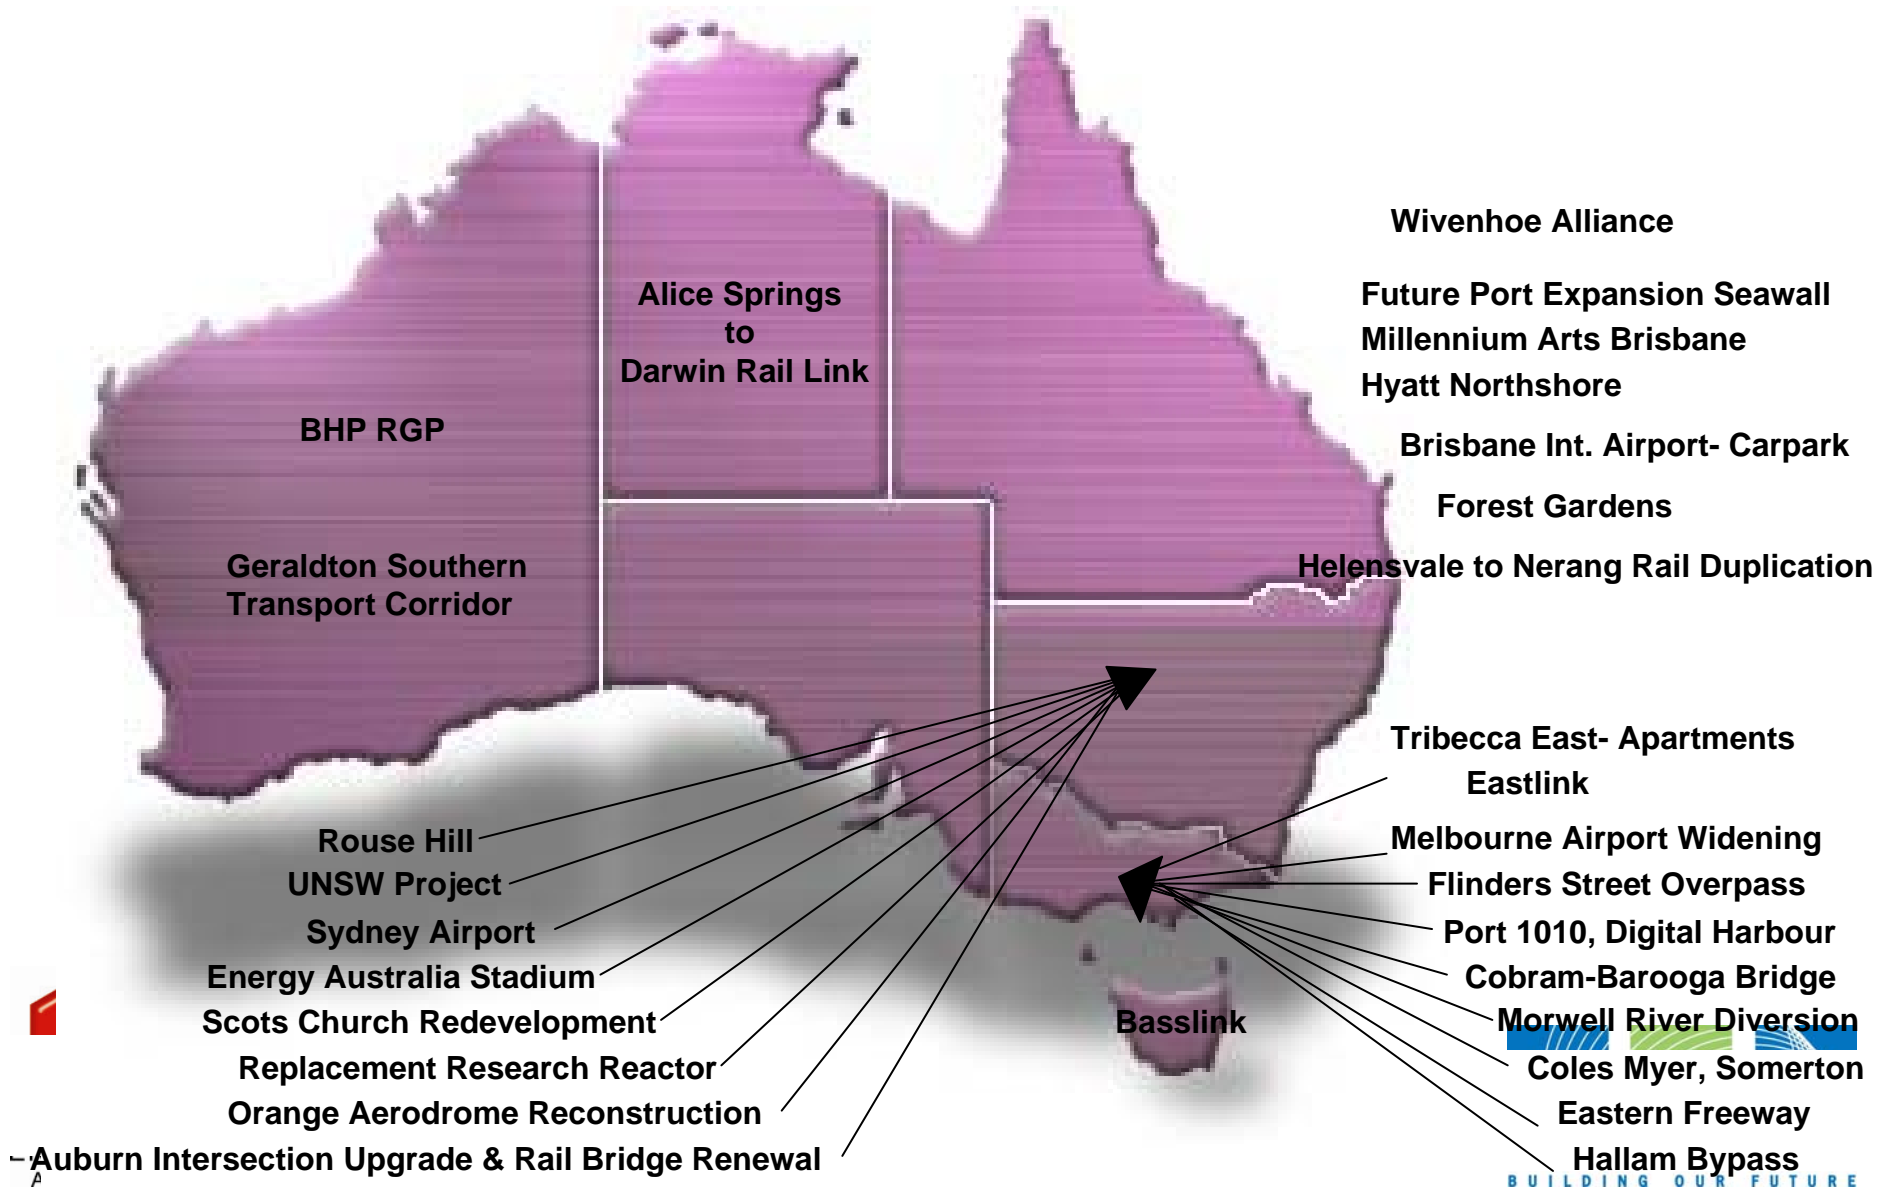 Wivenhoe Alliance
Alice Springs
to
Darwin Rail Link
Future Port Expansion Seawall
Millennium Arts Brisbane
Hyatt Northshore
BHP RGP
Brisbane Int. Airport- Carpark
Forest Gardens
Geraldton Southern
Transport Corridor
Helensvale to Nerang Rail Duplication
Tribecca East- Apartments
Eastlink
Rouse Hill
UNSW Project
Sydney Airport
Energy Australia Stadium
Scots Church Redevelopment
Replacement Research Reactor
Orange Aerodrome Reconstruction
Auburn Intersection Upgrade & Rail Bridge Renewal
Melbourne Airport Widening
Flinders Street Overpass
Port 1010, Digital Harbour
Cobram-Barooga Bridge
Morwell River Diversion
Coles Myer, Somerton
Eastern Freeway
Hallam Bypass
Basslink
BUILDING OUR FUTURE